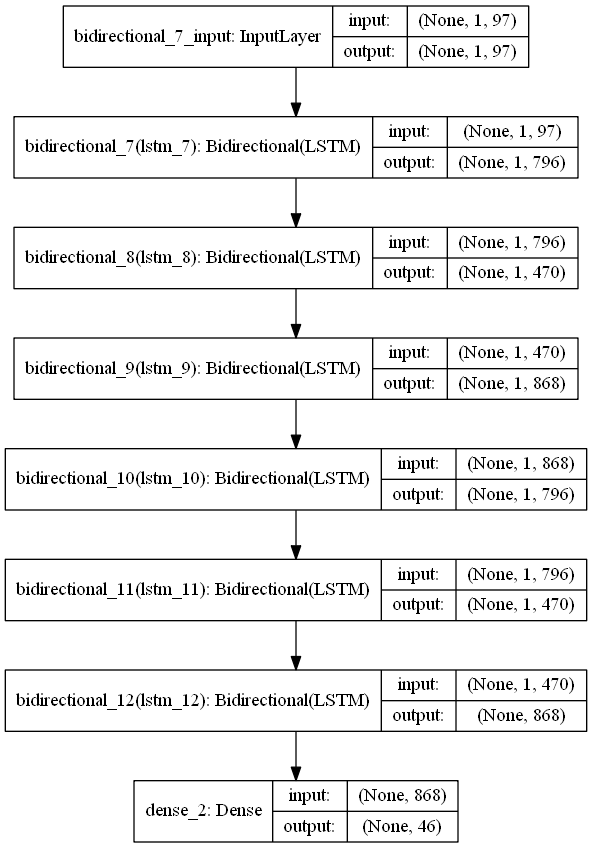 bidirectional_7_input: InputLayer
input: (None, 1, 97)
output: (None, 1, 97)
bidirectional_7(lstm_7): Bidirectional(LSTM)
input: (None, 1, 97)
output: (None, 1, 796)
bidirectional_8(lstm_8): Bidirectional(LSTM)
input: (None, 1, 796)
output: (None, 1, 470)
bidirectional_9(lstm_9): Bidirectional(LSTM)
input: (None, 1, 470)
output: (None, 1, 868)
bidirectional_10(lstm_10): Bidirectional(LSTM)
input: (None, 1, 868)
output: (None, 1, 796)
bidirectional_11(lstm_11): Bidirectional(LSTM)
input: (None, 1, 796)
output: (None, 1, 470)
bidirectional_12(lstm_12): Bidirectional(LSTM)
input: (None, 1, 470)
output: (None, 868)
dense_2: Dense
input: (None, 868)
output: (None, 46)